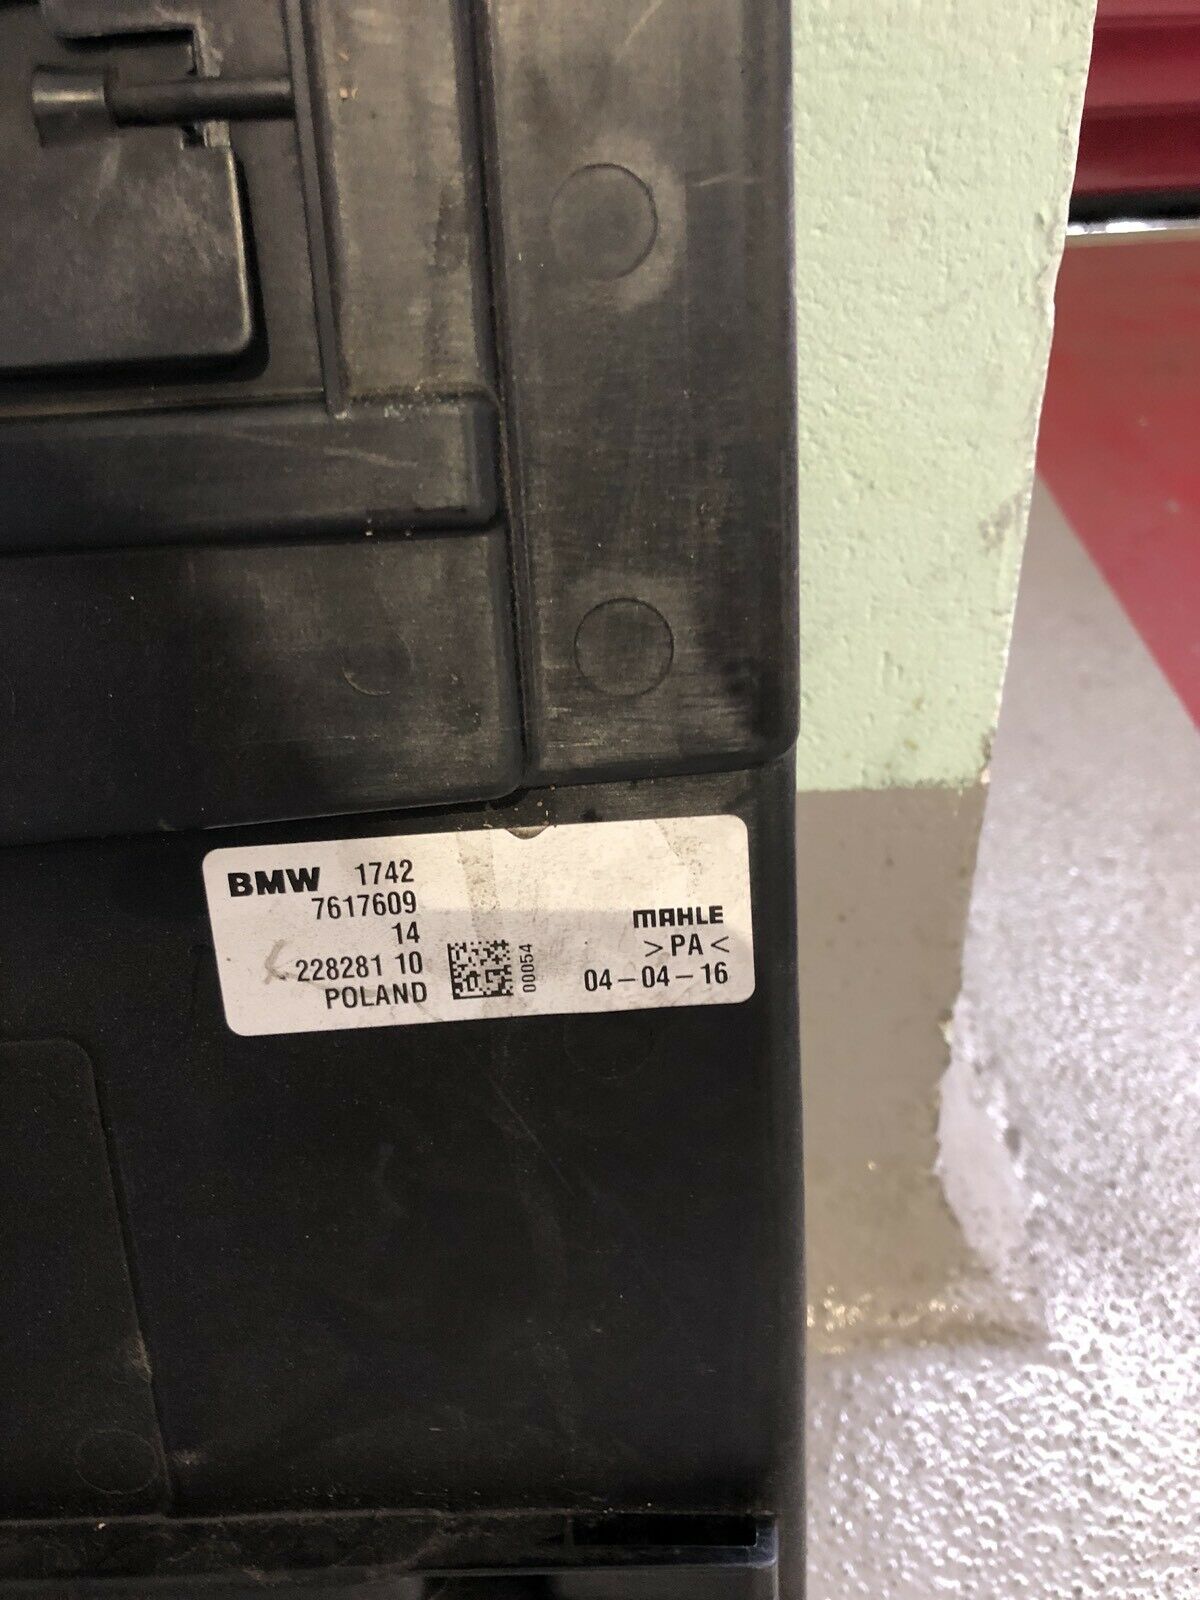 BMW 1742
7617609
14
228281 10
POLAND
00054
MAHLE
>PA<
04-04-16